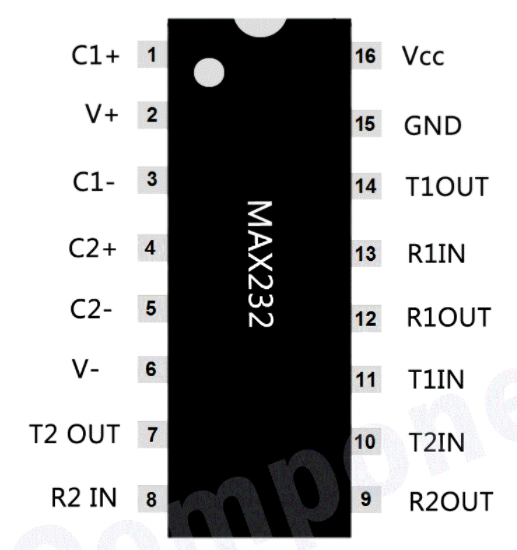 C1+ 1 16 Vcc
V+ 2 15 GND
C1- 3 14 T1OUT
C2+ 4 13 R1IN
C2- 5 12 R1OUT
V- 6 11 T1IN
T2 OUT 7 10 T2IN
R2 IN 8 9 R2OUT
MAX232